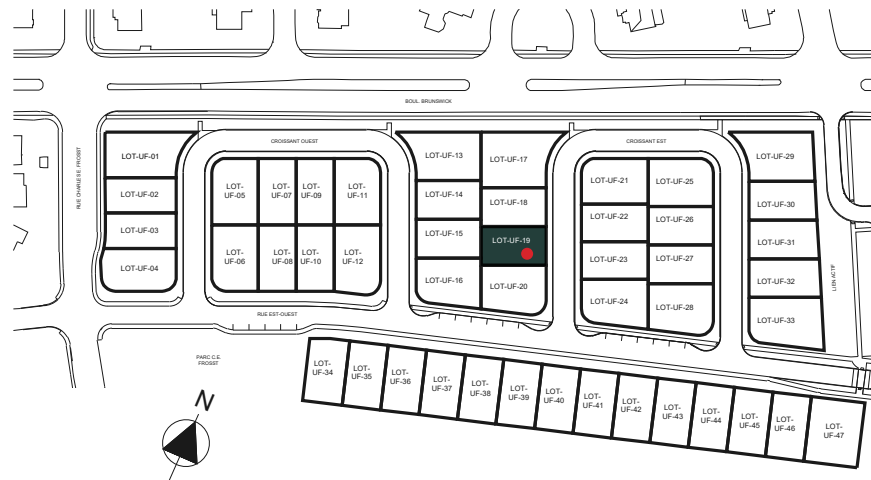 BOUL. BRUNSWICK
RUE CHARLES E. FROSST
CROISSANT OUEST
CROISSANT EST
LOT-UF-01
LOT-UF-02
LOT-UF-03
LOT-UF-04
LOT-
UF-05
LOT-
UF-07
LOT-
UF-09
LOT-
UF-11
LOT-
UF-06
LOT-
UF-08
LOT-
UF-10
LOT-
UF-12
LOT-UF-13
LOT-UF-14
LOT-UF-15
LOT-UF-16
LOT-UF-17
LOT-UF-18
LOT-UF-19
LOT-UF-20
LOT-UF-21
LOT-UF-22
LOT-UF-23
LOT-UF-24
LOT-UF-25
LOT-UF-26
LOT-UF-27
LOT-UF-28
LOT-UF-29
LOT-UF-30
LOT-UF-31
LOT-UF-32
LOT-UF-33
LIEN ACTIF
RUE EST-OUEST
PARC C.E.
FROSST
LOT-
UF-34
LOT-
UF-35
LOT-
UF-36
LOT-
UF-37
LOT-
UF-38
LOT-
UF-39
LOT-
UF-40
LOT-
UF-41
LOT-
UF-42
LOT-
UF-43
LOT-
UF-44
LOT-
UF-45
LOT-
UF-46
LOT-
UF-47
N